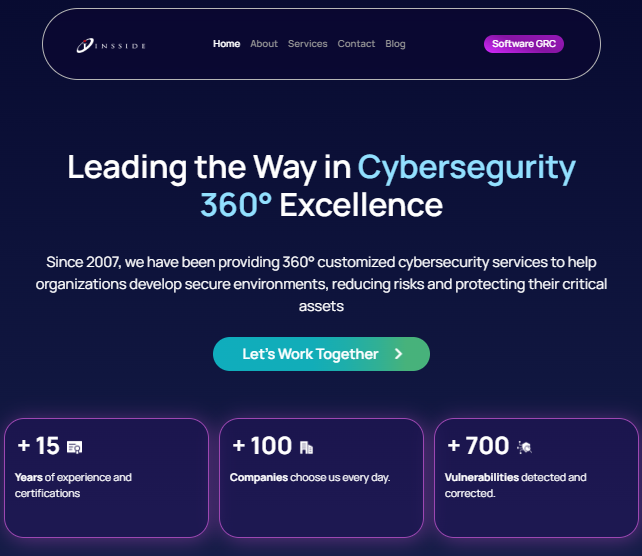 INSSIDE
Home About Services Contact Blog
Software GRC
Leading the Way in Cybersegurity
360° Excellence
Since 2007, we have been providing 360° customized cybersecurity services to help
organizations develop secure environments, reducing risks and protecting their critical
assets
Let's Work Together
+ 15
Years of experience and
certifications
+ 100
Companies choose us every day.
+ 700
Vulnerabilities detected and
corrected.